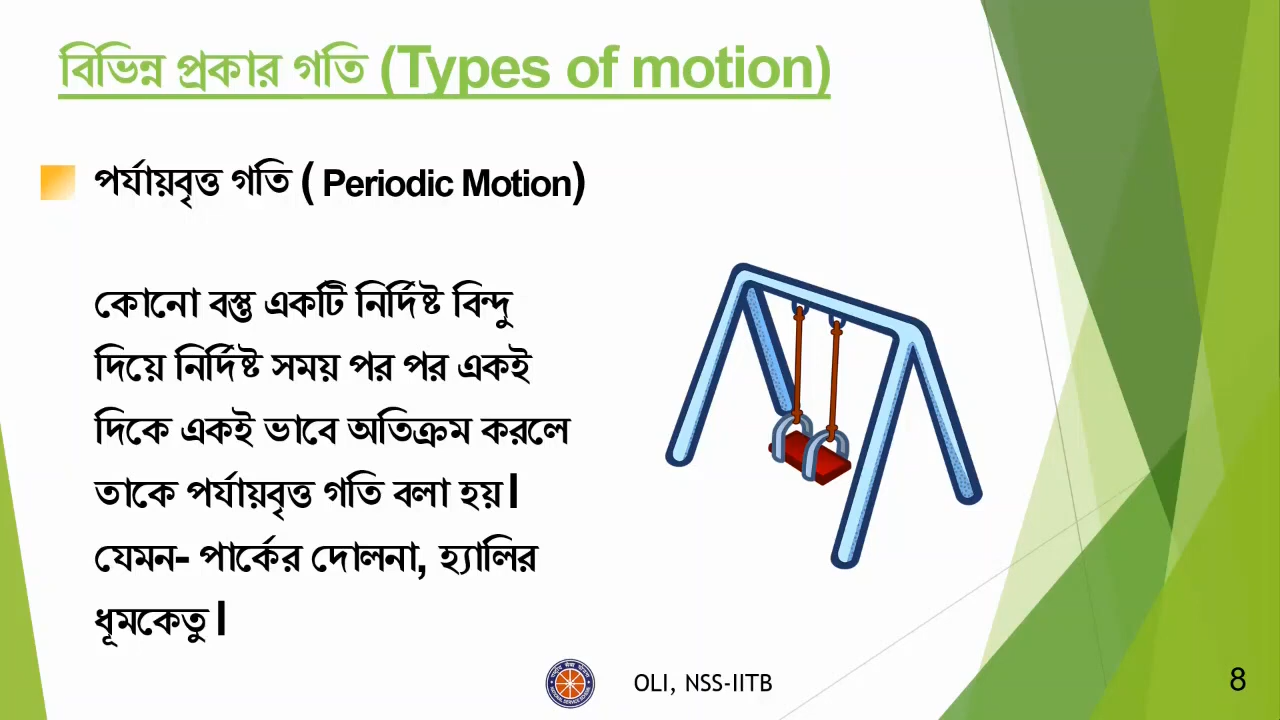 বিভিন্ন প্রকার গতি (Types of motion)
পর্যায়বৃত্ত গতি ( Periodic Motion)
কোনো বস্তু একটি নির্দিষ্ট বিন্দু
দিয়ে নির্দিষ্ট সময় পর পর একই
দিকে একই ভাবে অতিক্রম করলে
তাকে পর্যায়বৃত্ত গতি বলা হয়।
যেমন- পার্কের দোলনা, হ্যালির
ধূমকেতু।
OLI, NSS-IITB
8